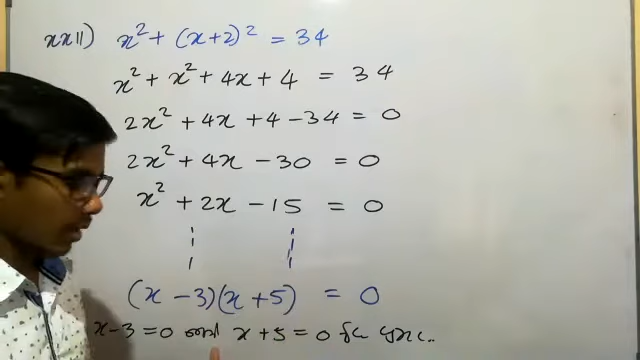 xxii) x² + (x+2)² = 34
x² + x² + 4x + 4 = 34
2x² + 4x + 4 - 34 = 0
2x² + 4x - 30 = 0
x² + 2x - 15 = 0
(x - 3)(x + 5) = 0
x - 3 = 0 x + 5 = 0